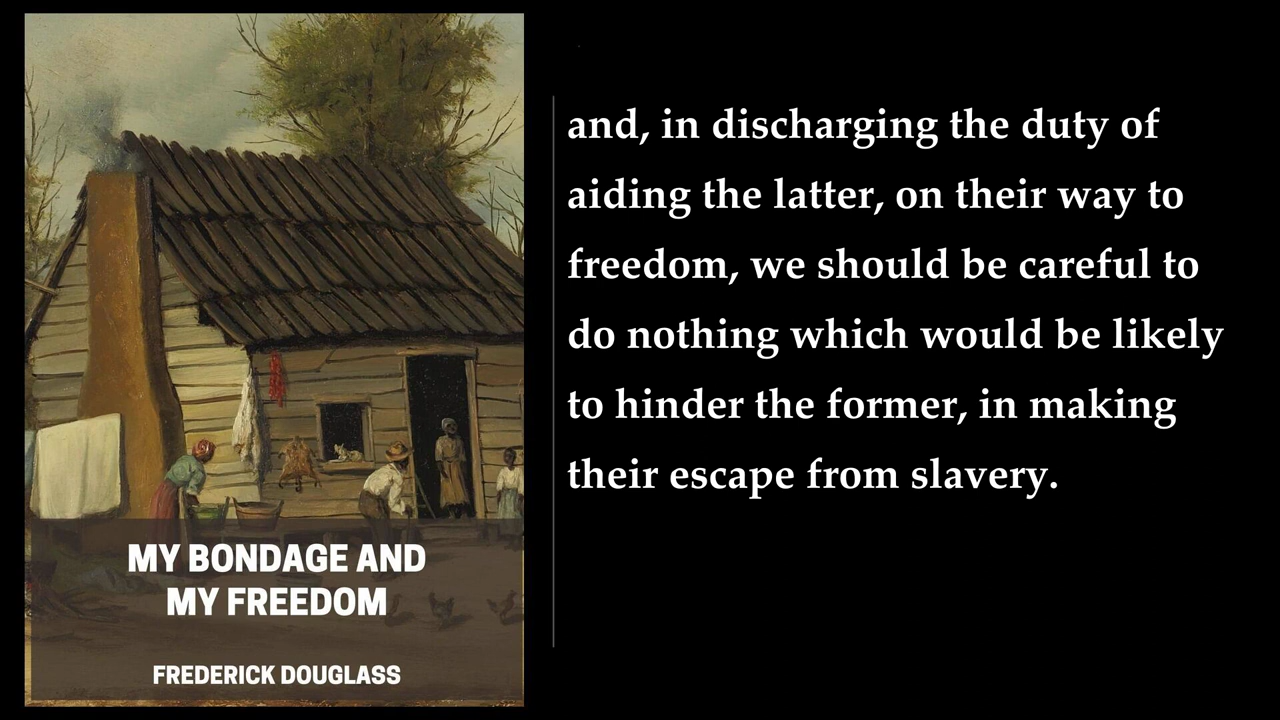 MY BONDAGE AND
MY FREEDOM
FREDERICK DOUGLASS
and, in discharging the duty of
aiding the latter, on their way to
freedom, we should be careful to
do nothing which would be likely
to hinder the former, in making
their escape from slavery.